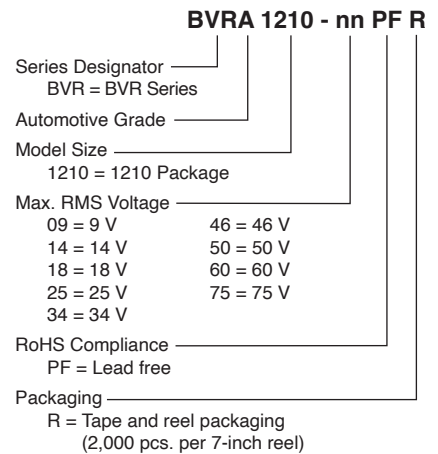 BVRA 1210 - nn PF R
Series Designator
BVR = BVR Series
Automotive Grade
Model Size
1210 = 1210 Package
Max. RMS Voltage
09 = 9 V 46 = 46 V
14 = 14 V 50 = 50 V
18 = 18 V 60 = 60 V
25 = 25 V 75 = 75 V
34 = 34 V
RoHS Compliance
PF = Lead free
Packaging
R = Tape and reel packaging
(2,000 pcs. per 7-inch reel)